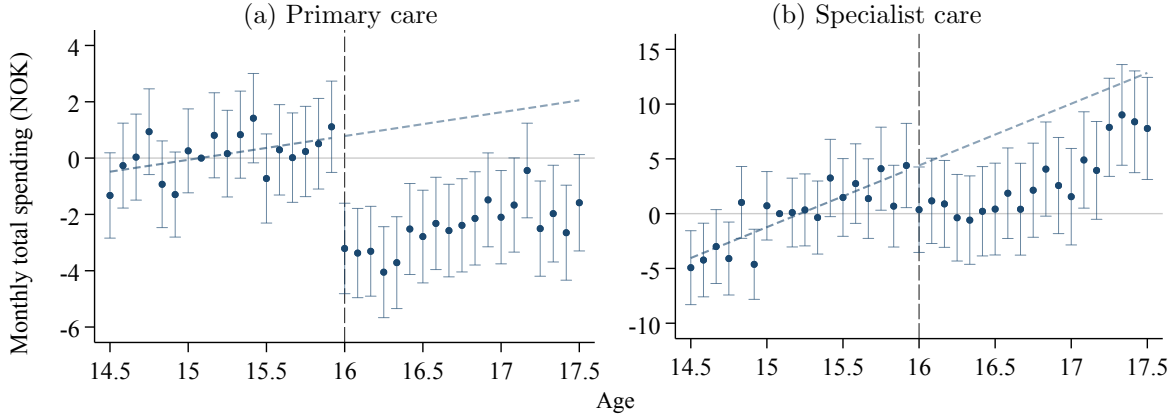 (a) Primary care
(b) Specialist care
Monthly total spending (NOK)
4
2
0
-2
-4
-6
14.5 15 15.5 16 16.5 17 17.5
15
10
5
0
-5
-10
14.5 15 15.5 16 16.5 17 17.5
Age